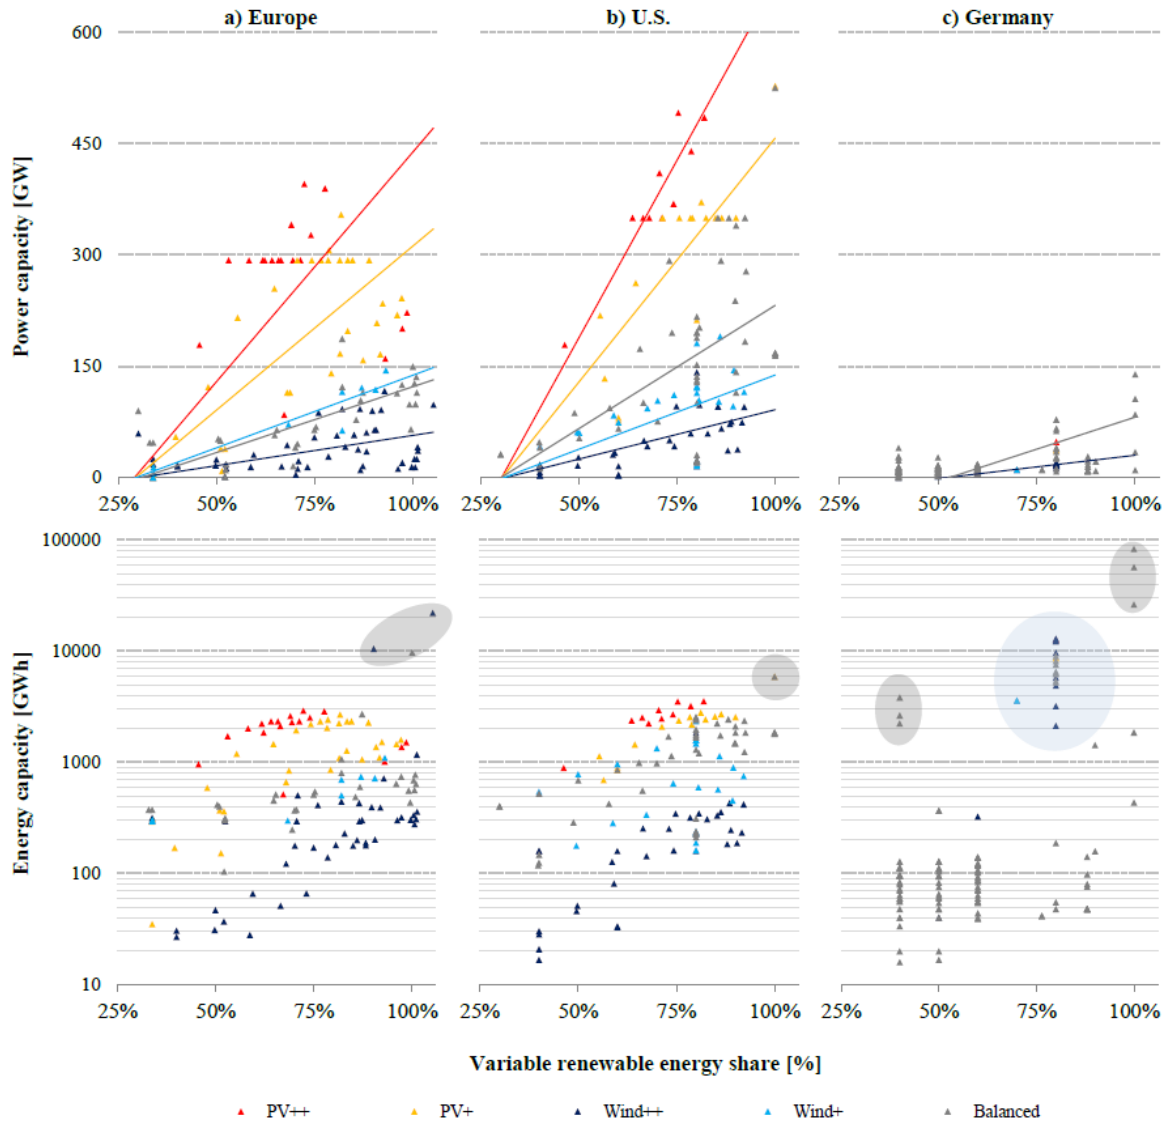 a) Europe b) U.S. c) Germany
Power capacity [GW]
600
450
300
150
0
25% 50% 75% 100% 25% 50% 75% 100% 25% 50% 75% 100%
Energy capacity [GWh]
100000
10000
1000
100
10
25% 50% 75% 100% 25% 50% 75% 100% 25% 50% 75% 100%
Variable renewable energy share [%]
PV++ PV+ Wind++ Wind+ Balanced